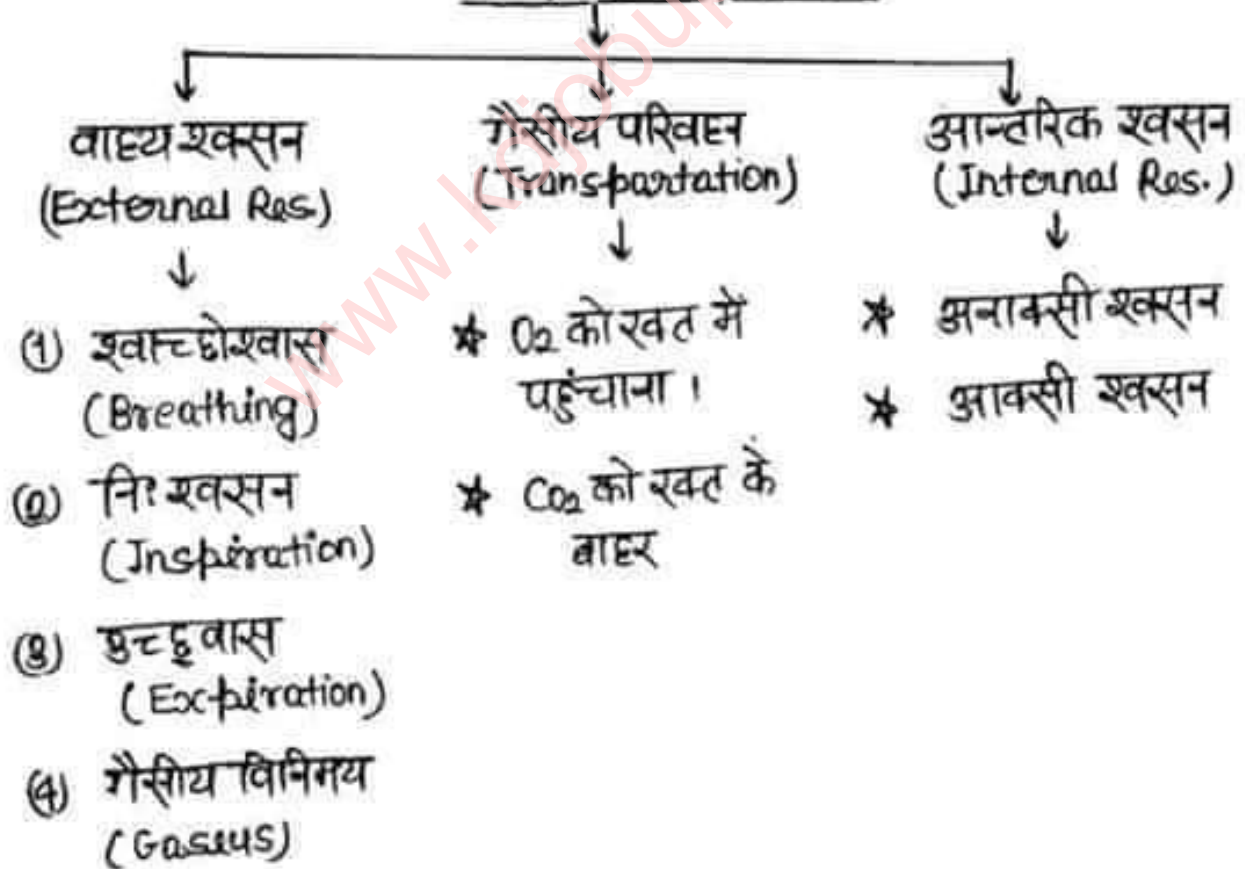 वाह्य श्वसन
(External Res.)
↓
(1) श्वाच्छोश्वास
(Breathing)
(2) निः श्वसन
(Inspiration)
(3) उच्छ्वास
(Expiration)
(4) गैसीय विनिमय
(Gaseus)
गैसीय परिवहन
(Transpartation)
↓
* O₂ को रक्त में
पहुंचाना ।
* CO₂ को रक्त के
बाहर
आन्तरिक श्वसन
(Internal Res.)
↓
* अनाक्सी श्वसन
* आक्सी श्वसन